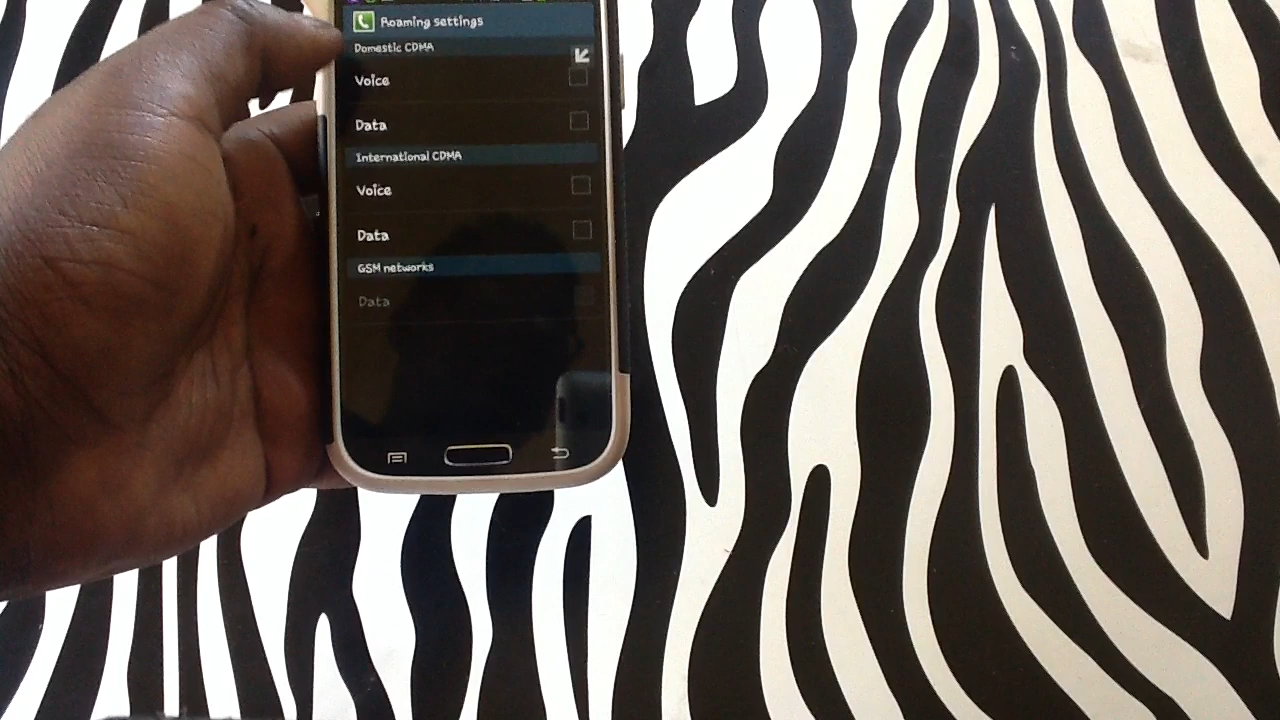 Roaming settings
Domestic CDMA
Voice
Data
International CDMA
Voice
Data
GSM networks
Data